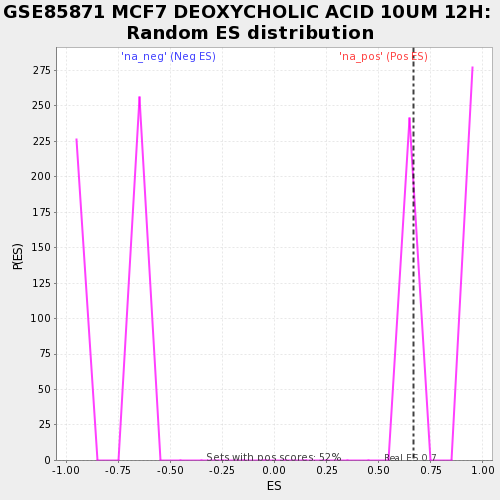 GSE85871 MCF7 DEOXYCHOLIC ACID 10UM 12H:
Random ES distribution
'na_neg' (Neg ES)
'na_pos' (Pos ES)
275
250
225
200
175
150
125
100
75
50
25
0
P(ES)
Sets with pos scores: 52%
Real ES 0.7
-1.00 -0.75 -0.50 -0.25 0.00 0.25 0.50 0.75 1.00
ES